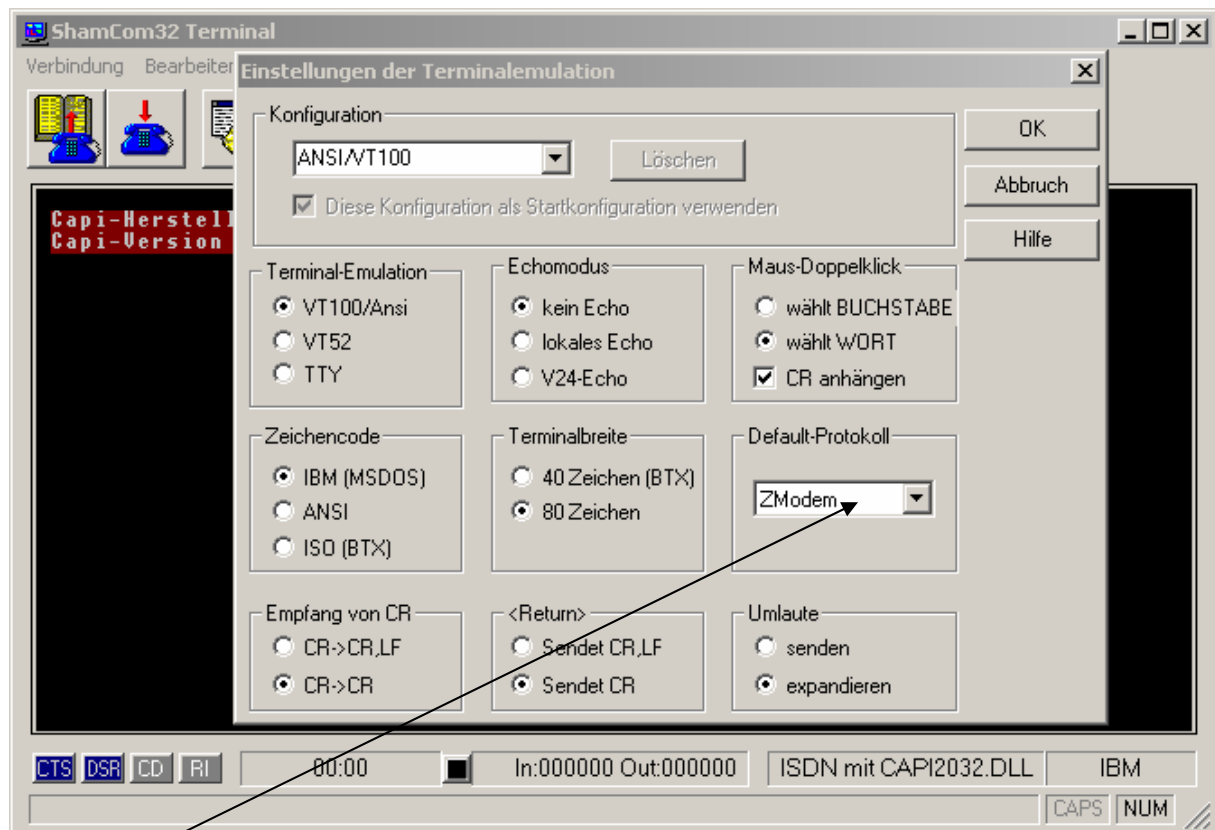 ShamCom32 Terminal
Verbindung Bearbeiter
Einstellungen der Terminalemulation
Konfiguration
ANSI/VT100
Löschen
Diese Konfiguration als Startkonfiguration verwenden
OK
Abbruch
Hilfe
Capi-Herstell
Capi-Version
Terminal-Emulation
VT100/Ansi
VT52
TTY
Echomodus
kein Echo
lokales Echo
V24-Echo
Maus-Doppelklick
wählt BUCHSTABE
wählt WORT
CR anhängen
Zeichencode
IBM (MSDOS)
ANSI
ISO (BTX)
Terminalbreite
40 Zeichen (BTX)
80 Zeichen
Default-Protokoll
ZModem
Empfang von CR
CR->CR,LF
CR->CR
<Return>
Sendet CR,LF
Sendet CR
Umlaute
senden
expandieren
CTS DSR CD RI 00:00 In:000000 Out:000000 ISDN mit CAPI2032.DLL IBM
CAPS NUM